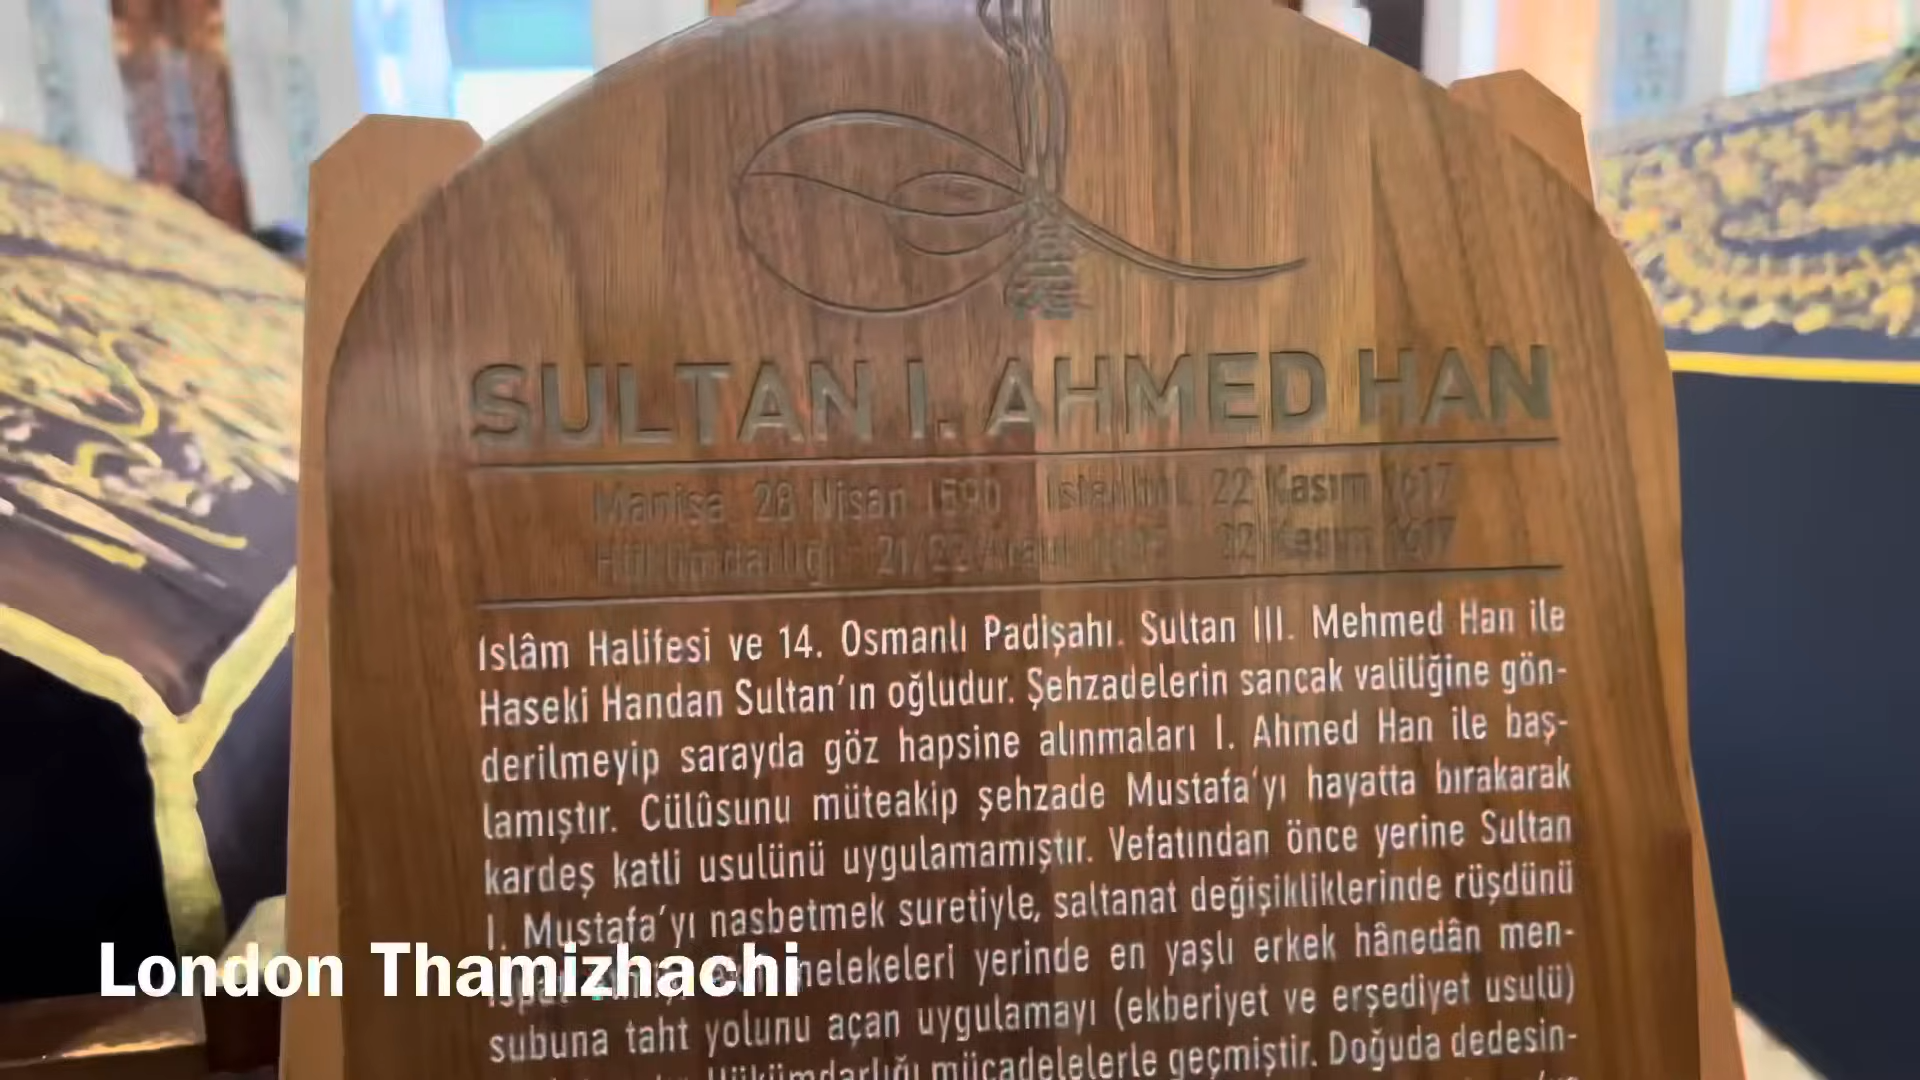 SULTAN I. AHMED HAN
Manisa, 28 Nisan 1590 İstanbul, 22 Kasım 1617
Hükümdarlığı 21/22 22 Kasım 1617
İslâm Halifesi ve 14. Osmanlı Padişahı. Sultan III. Mehmed Han ile
Haseki Handan Sultan'ın oğludur. Şehzadelerin sancak valiliğine gön-
derilmeyip sarayda göz hapsine alınmaları I. Ahmed Han ile baş-
lamıştır. Cülûsunu müteakip şehzade Mustafa'yı hayatta bırakarak
kardeş katli usulünü uygulamamıştır. Vefatından önce yerine Sultan
I. Mustafa'yı nasbetmek suretiyle, saltanat değişikliklerinde rüşdünü
melekeleri yerinde en yaşlı erkek hânedân men-
subuna taht yolunu açan uygulamayı (ekberiyet ve erşediyet usulü)
Hükümdarlığı mücadelelerle geçmiştir. Doğuda dedesin-
London Thamizhachi